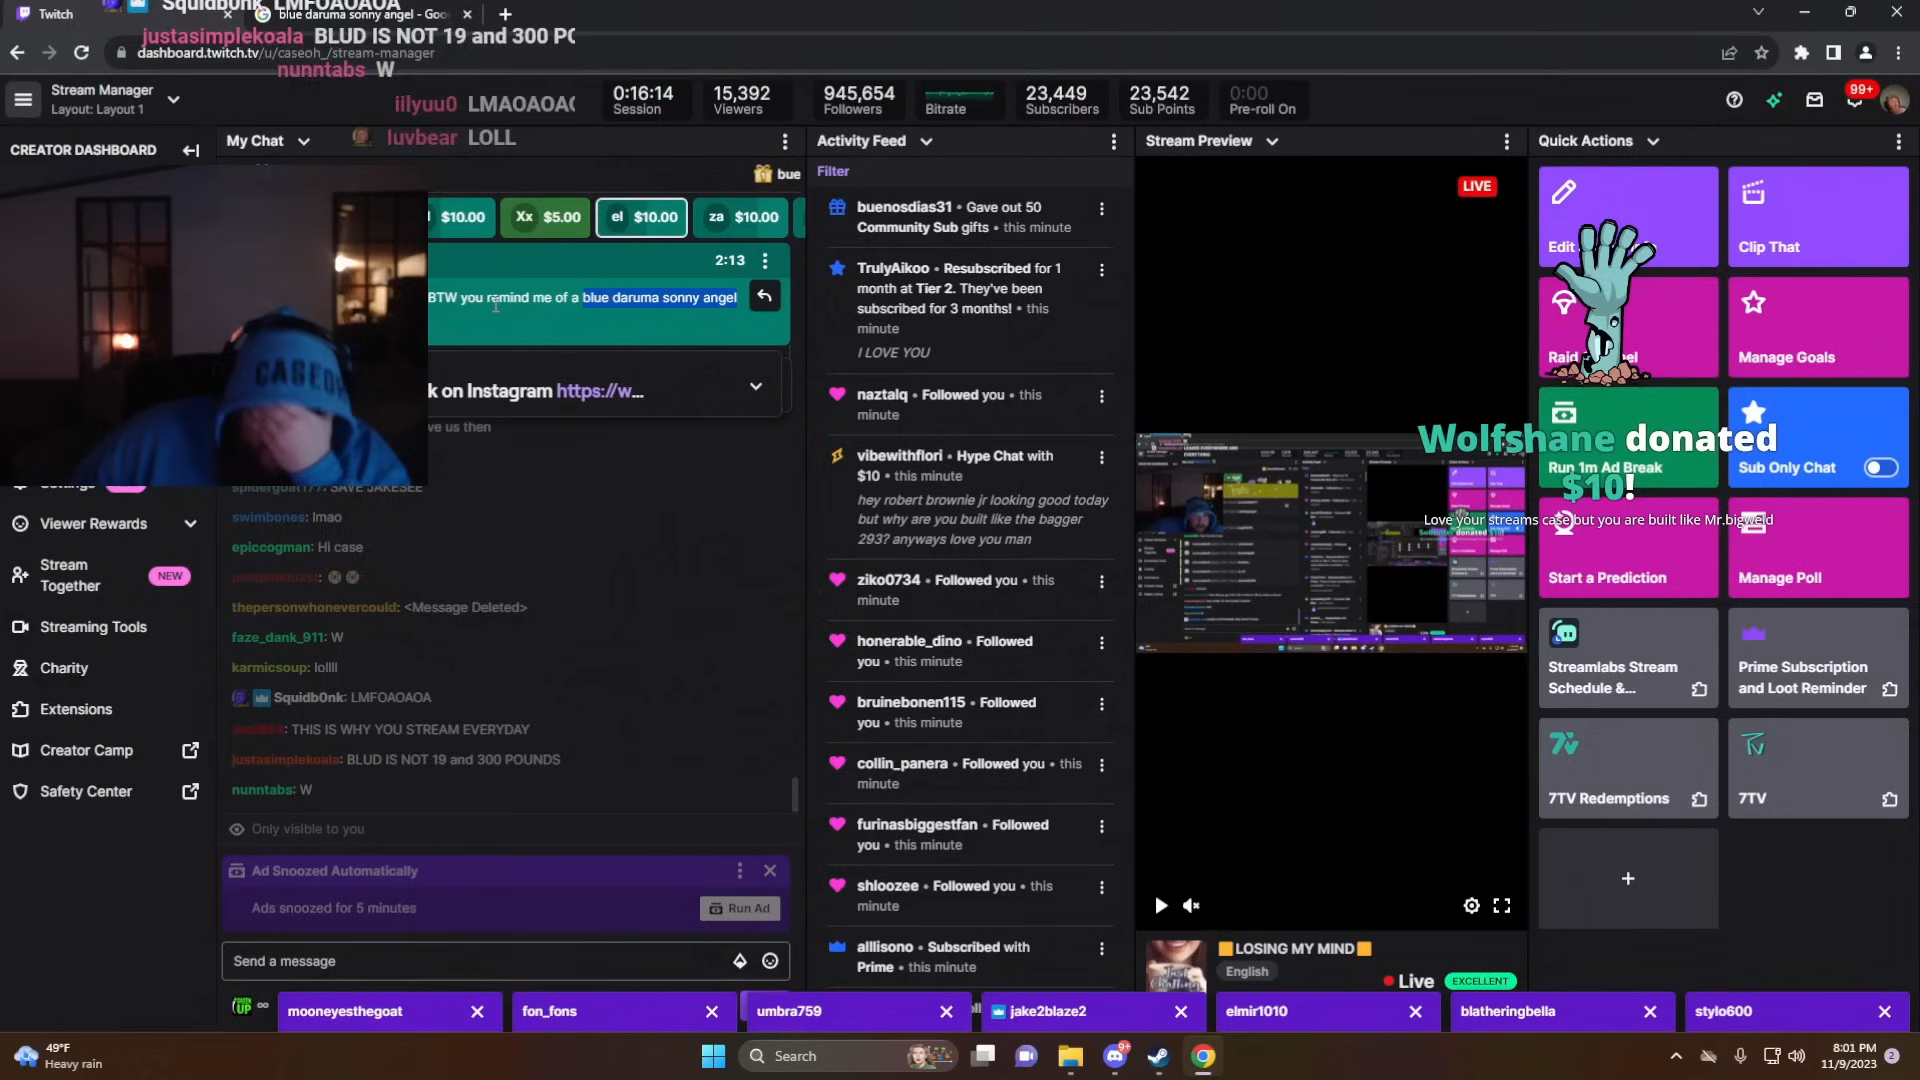 Twitch
Squidb0nk LMFOAOAOA
blue daruma sonny angel - Goo
justasimplekoala BLUD IS NOT 19 and 300 PO
dashboard.twitch.tv/u/caseoh_/stream-manager
nunntabs W
iilyuu0 LMAOAOAO
luvbear LOLL
Stream Manager
Layout: Layout 1
0:16:14
Session
15,392
Viewers
945,654
Followers
Bitrate
23,449
Subscribers
23,542
Sub Points
0:00
Pre-roll On
99+
CREATOR DASHBOARD
My Chat
bue
$10.00
Xx $5.00
el $10.00
za $10.00
2:13
BTW you remind me of a blue daruma sonny angel
CASEOH
k on Instagram https://w...
ve us then
SAVE JAKESEE
swimbones: lmao
epiccogman: Hi case
thepersonwhonevercould: <Message Deleted>
faze_dank_911: W
karmicsoup: lollll
Squidb0nk: LMFOAOAOA
: THIS IS WHY YOU STREAM EVERYDAY
justasimplekoala: BLUD IS NOT 19 and 300 POUNDS
nunntabs: W
Only visible to you
Ad Snoozed Automatically
Ads snoozed for 5 minutes
Run Ad
Send a message
Viewer Rewards
Stream
Together
NEW
Streaming Tools
Charity
Extensions
Creator Camp
Safety Center
Activity Feed
Filter
buenosdias31 • Gave out 50
Community Sub gifts • this minute
TrulyAikoo • Resubscribed for 1
month at Tier 2. They've been
subscribed for 3 months! • this
minute
I LOVE YOU
naztalq • Followed you • this
minute
vibewithflori • Hype Chat with
$10 • this minute
hey robert brownie jr looking good today
but why are you built like the bagger
293? anyways love you man
ziko0734 • Followed you • this
minute
honerable_dino • Followed
you • this minute
bruinebonen115 • Followed
you • this minute
collin_panera • Followed you • this
minute
furinasbiggestfan • Followed
you • this minute
shloozee • Followed you • this
minute
alllisono • Subscribed with
Prime • this minute
Stream Preview
LIVE
LOSING MY MIND
English
Live
EXCELLENT
Quick Actions
Edit
Clip That
Raid
Manage Goals
Wolfshane donated
$10!
Love your streams case but you are built like Mr.bigweld
Run 1m Ad Break
Sub Only Chat
Start a Prediction
Manage Poll
Streamlabs Stream
Schedule &...
Prime Subscription
and Loot Reminder
7TV Redemptions
7TV
mooneyesthegoat
fon_fons
umbra759
jake2blaze2
elmir1010
blatheringbella
stylo600
49°F
Heavy rain
Search
9+
8:01 PM
11/9/2023
2